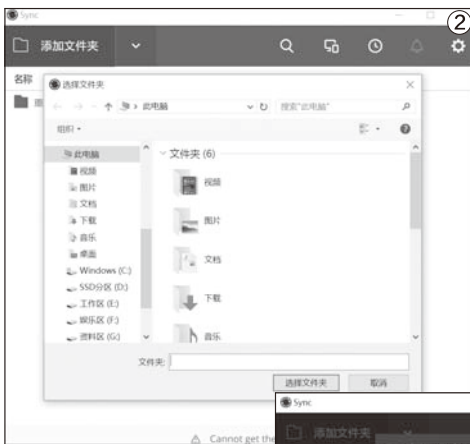 Sync
②
添加文件夹
名称
选择文件夹
此电脑
搜索"此电脑"
组织
此电脑
视频
图片
文档
下载
音乐
桌面
Windows (C:)
SSD分区 (D:)
工作区 (E:)
娱乐区 (F:)
资料区 (G:)
文件夹 (6)
视频
图片
文档
下载
音乐
文件夹:
选择文件夹
取消
Sync
添加文件夹
Cannot get the